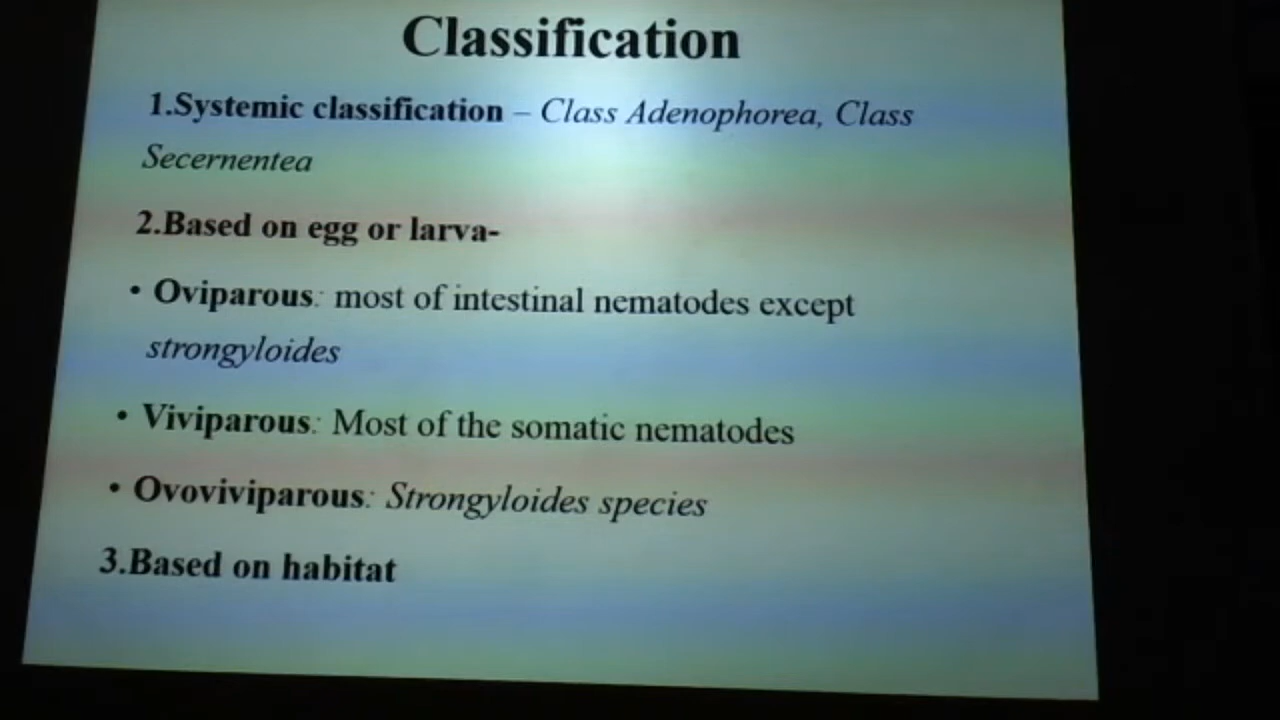 Classification
1.Systemic classification – Class Adenophorea, Class
Secernentea
2.Based on egg or larva-
• Oviparous: most of intestinal nematodes except
strongyloides
• Viviparous: Most of the somatic nematodes
• Ovoviviparous: Strongyloides species
3.Based on habitat